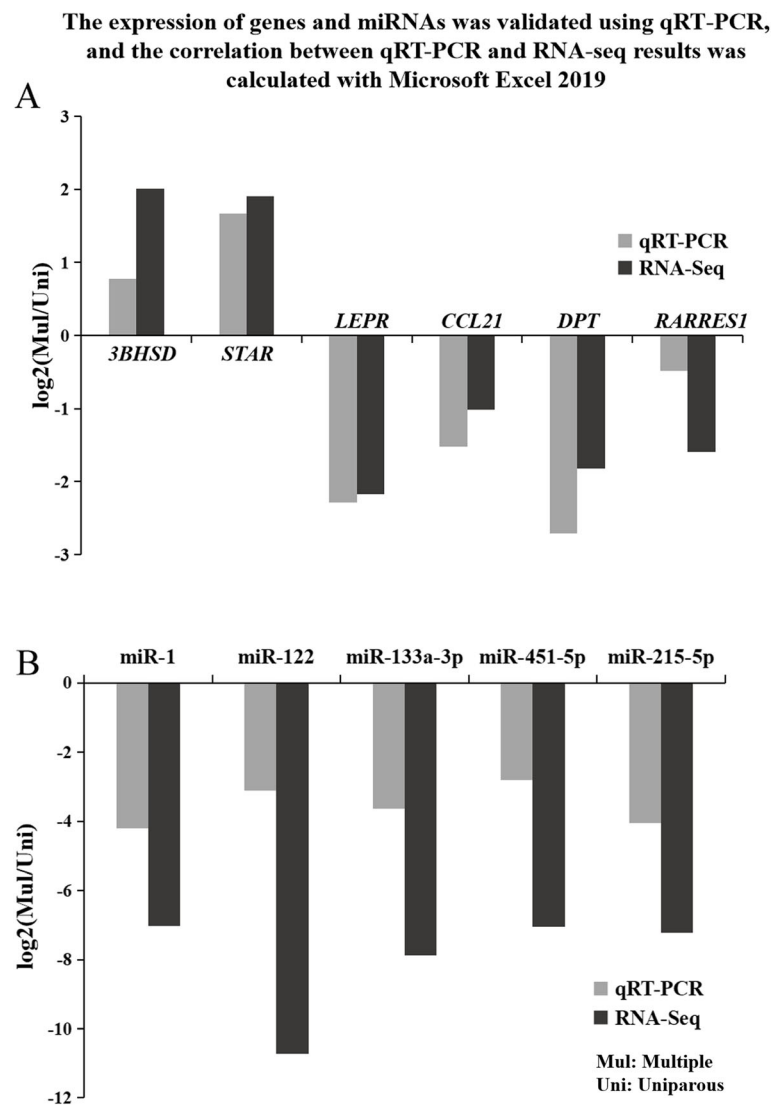 The expression of genes and miRNAs was validated using qRT-PCR,
and the correlation between qRT-PCR and RNA-seq results was
calculated with Microsoft Excel 2019
A
3
2
1
0
-1
-2
-3
log2(Mul/Uni)
qRT-PCR
RNA-Seq
LEPR CCL21 DPT RARRES1
3BHSD STAR
B
miR-1 miR-122 miR-133a-3p miR-451-5p miR-215-5p
0
-2
-4
-6
-8
-10
-12
log2(Mul/Uni)
qRT-PCR
RNA-Seq
Mul: Multiple
Uni: Uniparous